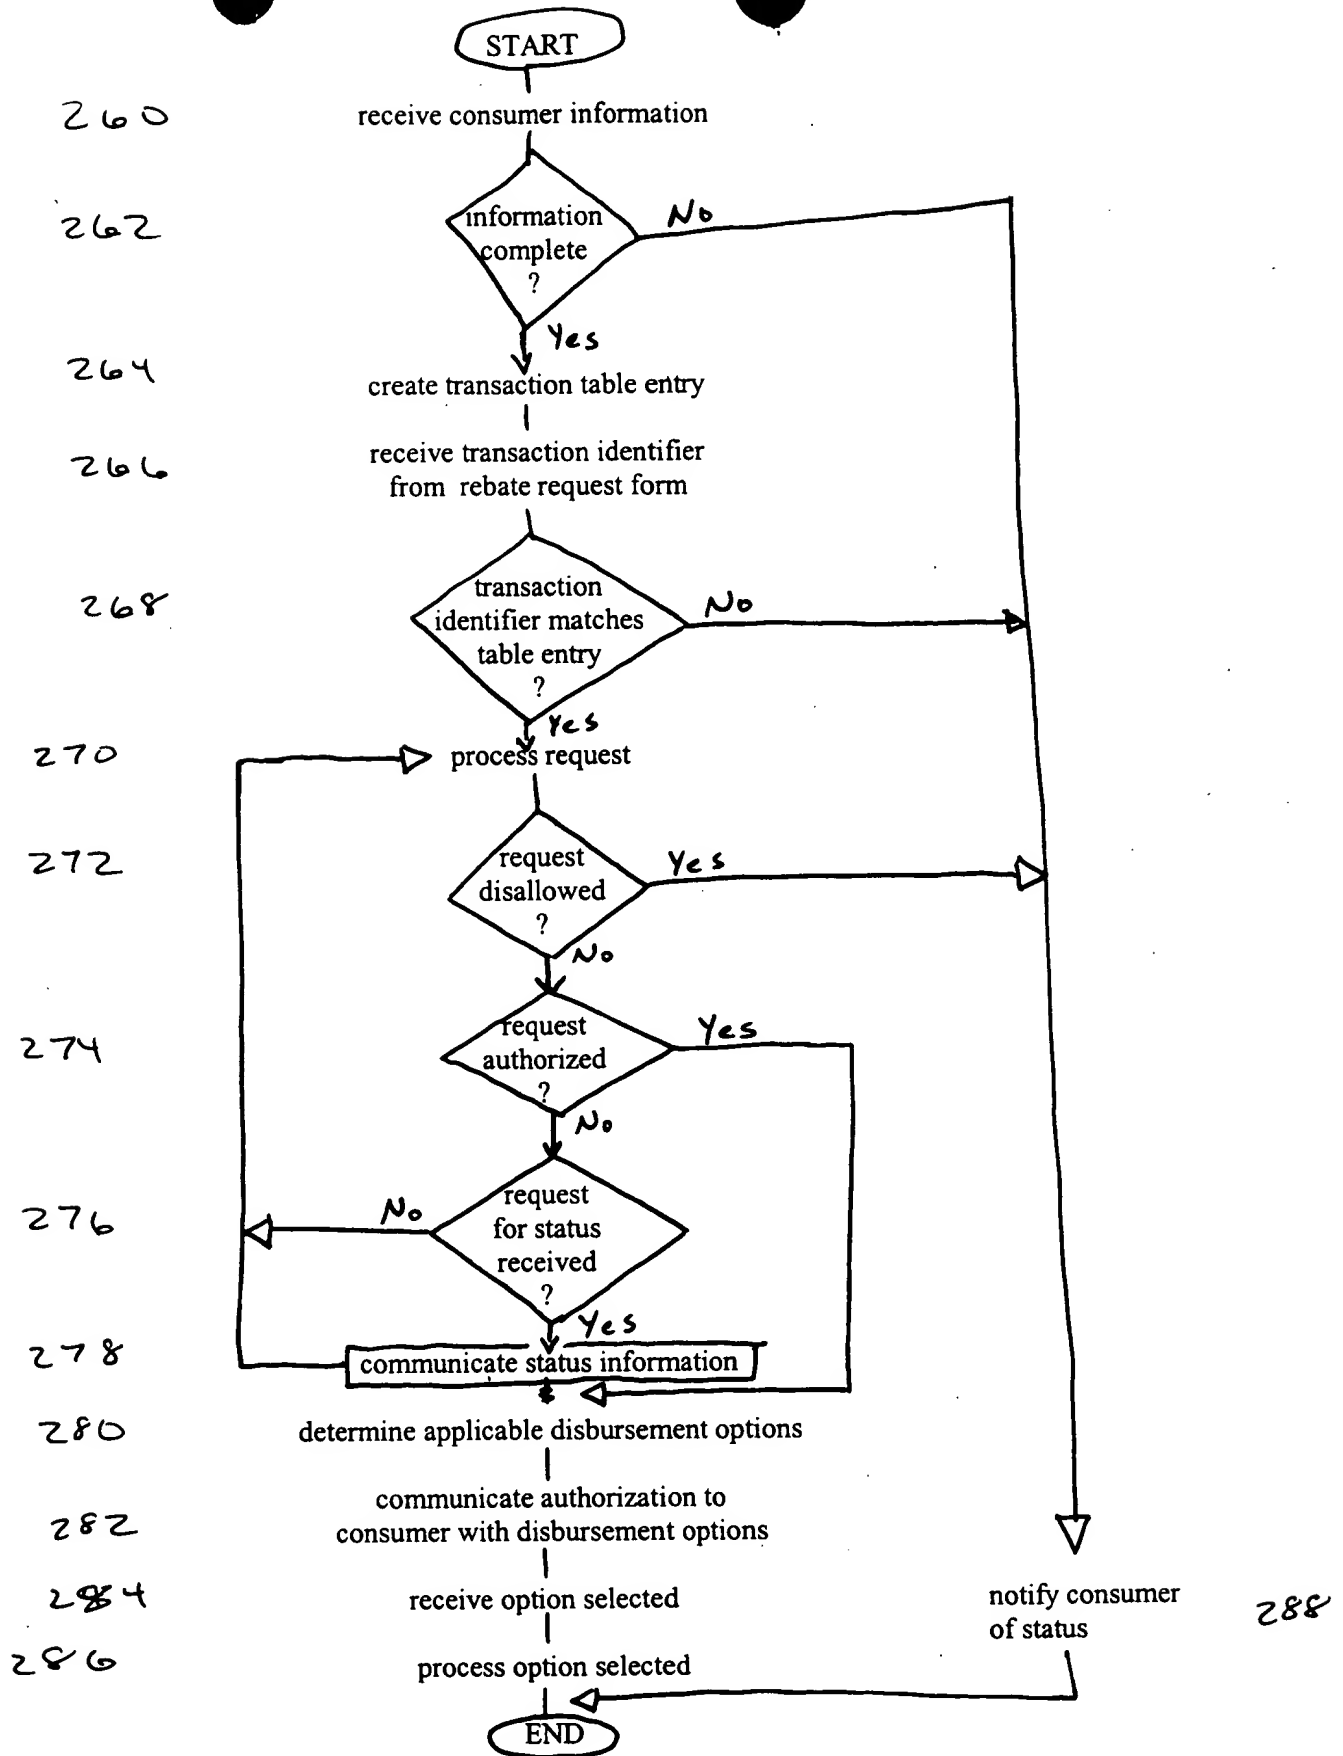 START
260
receive consumer information
262
information
complete
?
No
Yes
264
create transaction table entry
266
receive transaction identifier
from rebate request form
268
transaction
identifier matches
table entry
?
No
Yes
270
process request
272
request
disallowed
?
Yes
No
274
request
authorized
?
Yes
No
276
No
request
for status
received
?
Yes
278
communicate status information
280
determine applicable disbursement options
282
communicate authorization to
consumer with disbursement options
284
receive option selected
notify consumer
of status
288
286
process option selected
END